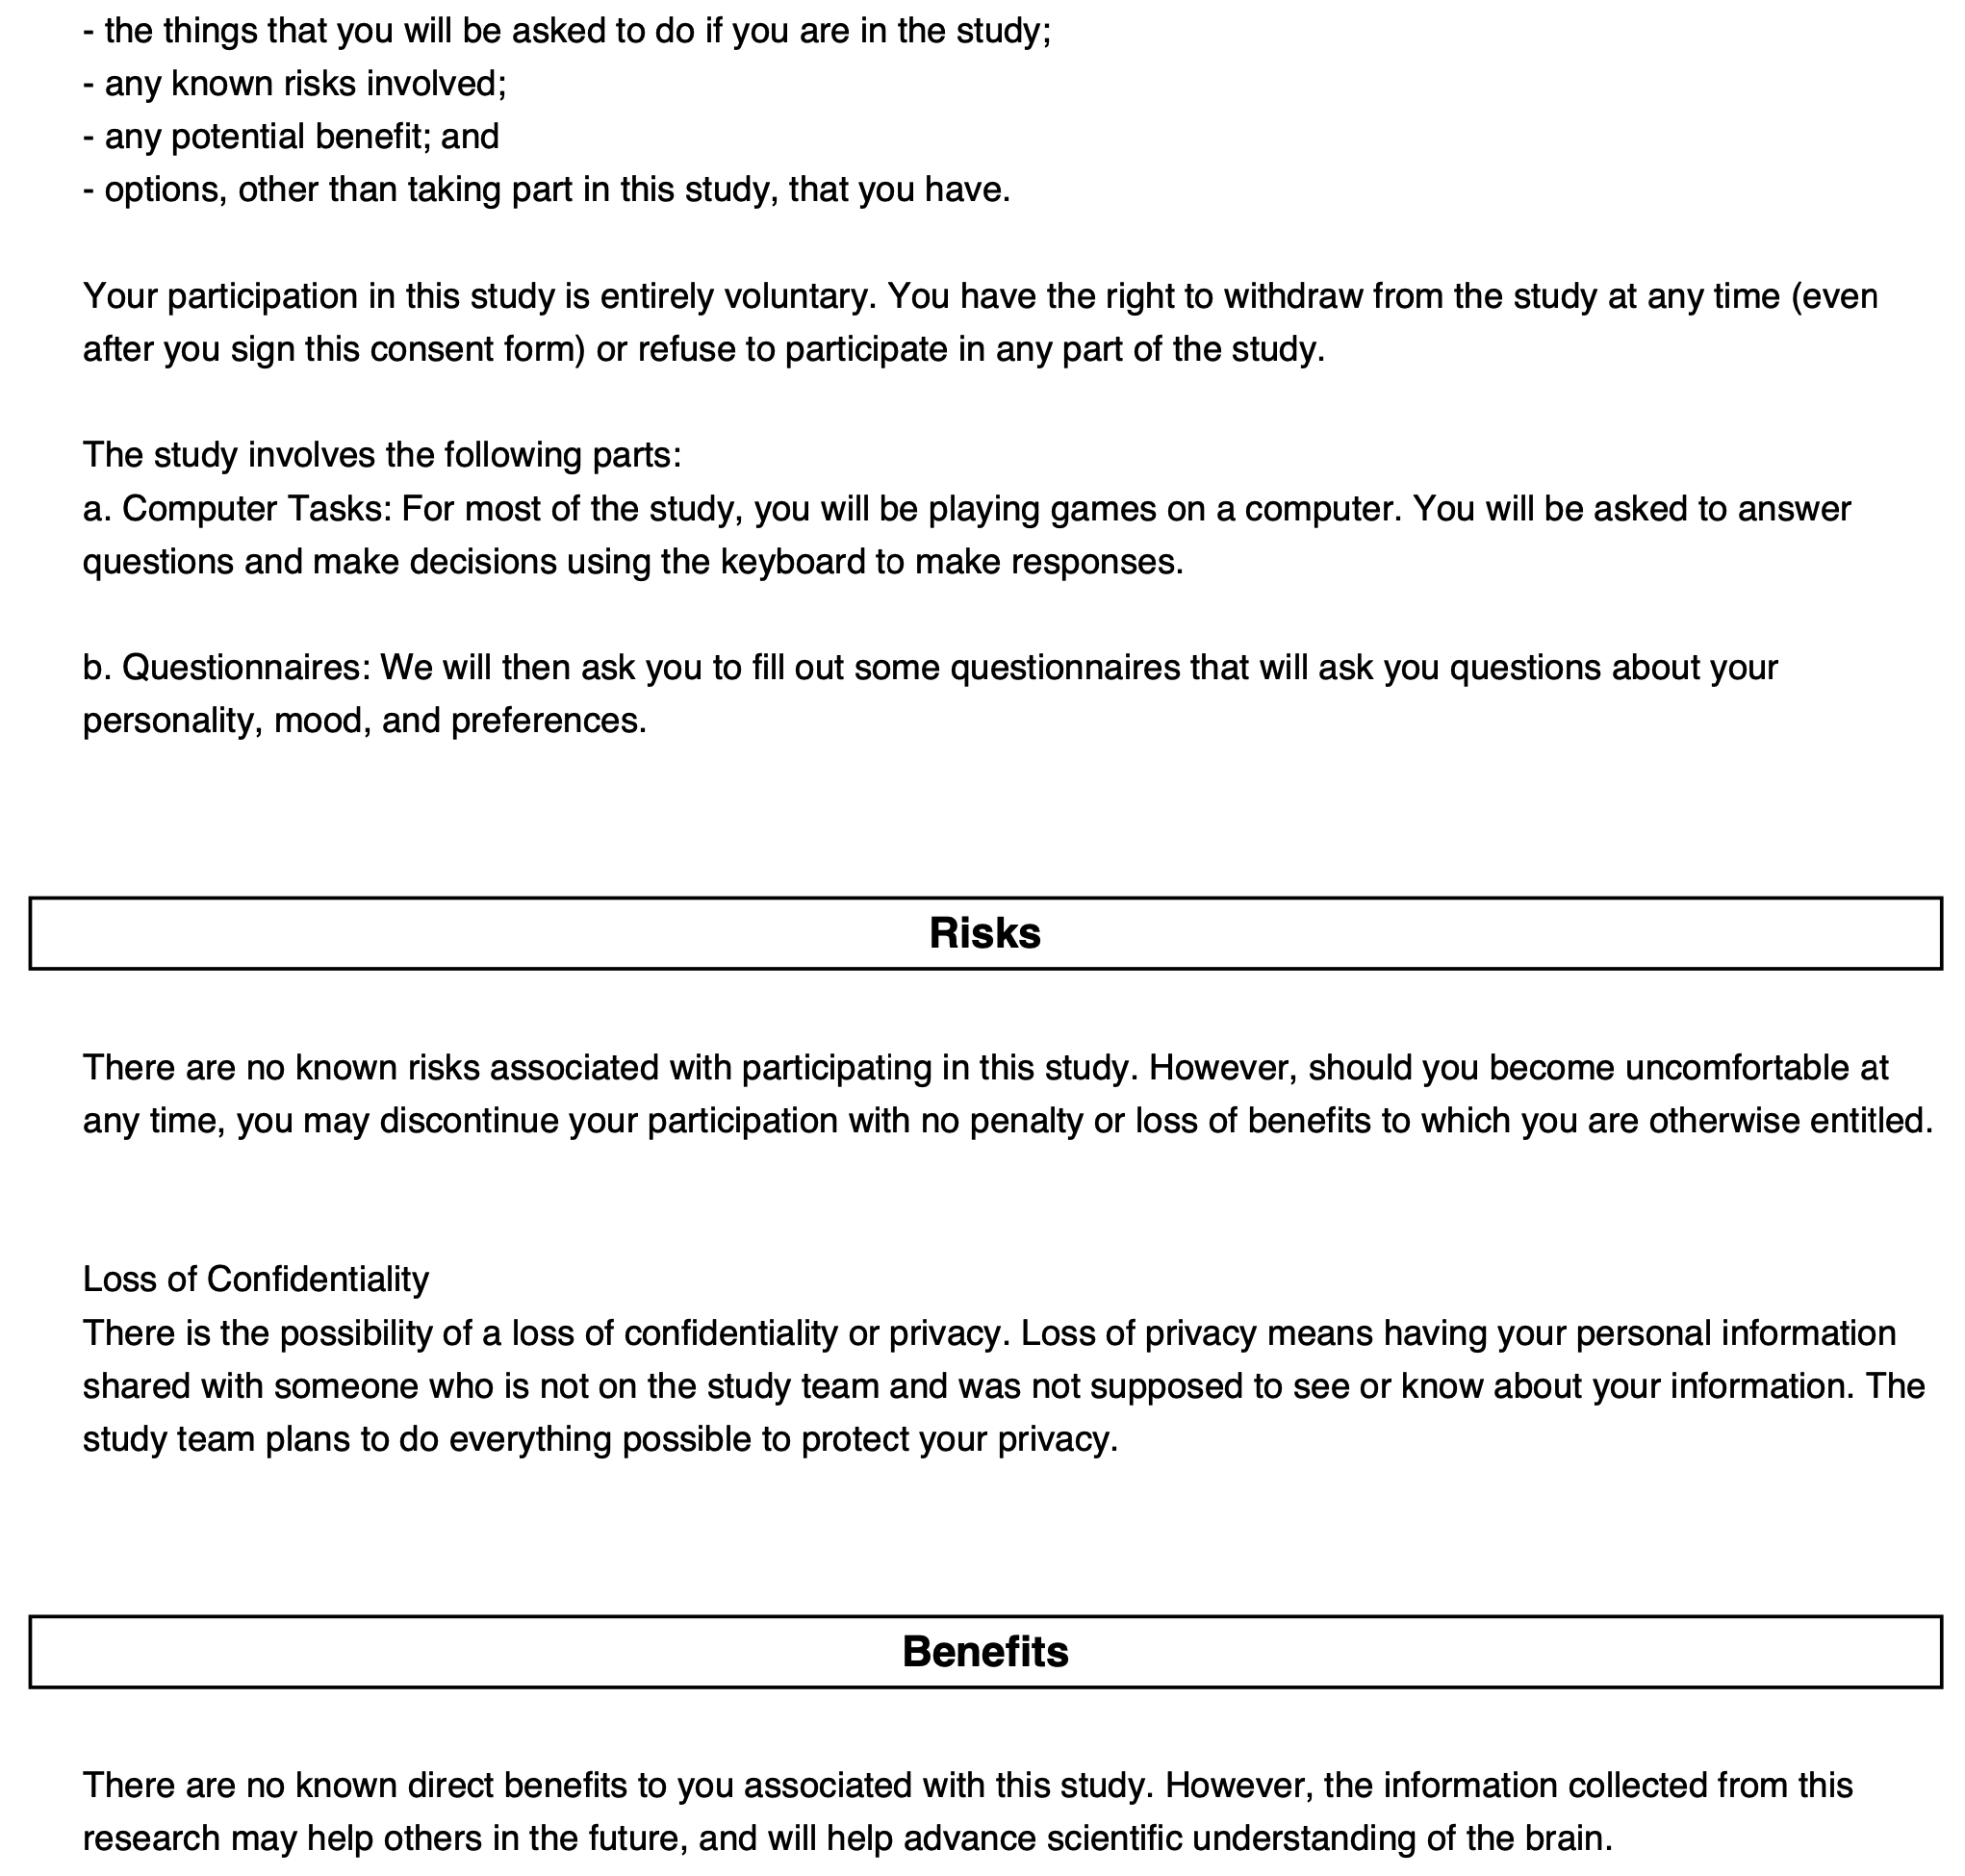 - the things that you will be asked to do if you are in the study;
- any known risks involved;
- any potential benefit; and
- options, other than taking part in this study, that you have.
Your participation in this study is entirely voluntary. You have the right to withdraw from the study at any time (even
after you sign this consent form) or refuse to participate in any part of the study.
The study involves the following parts:
a. Computer Tasks: For most of the study, you will be playing games on a computer. You will be asked to answer
questions and make decisions using the keyboard to make responses.
b. Questionnaires: We will then ask you to fill out some questionnaires that will ask you questions about your
personality, mood, and preferences.
Risks
There are no known risks associated with participating in this study. However, should you become uncomfortable at
any time, you may discontinue your participation with no penalty or loss of benefits to which you are otherwise entitled.
Loss of Confidentiality
There is the possibility of a loss of confidentiality or privacy. Loss of privacy means having your personal information
shared with someone who is not on the study team and was not supposed to see or know about your information. The
study team plans to do everything possible to protect your privacy.
Benefits
There are no known direct benefits to you associated with this study. However, the information collected from this
research may help others in the future, and will help advance scientific understanding of the brain.